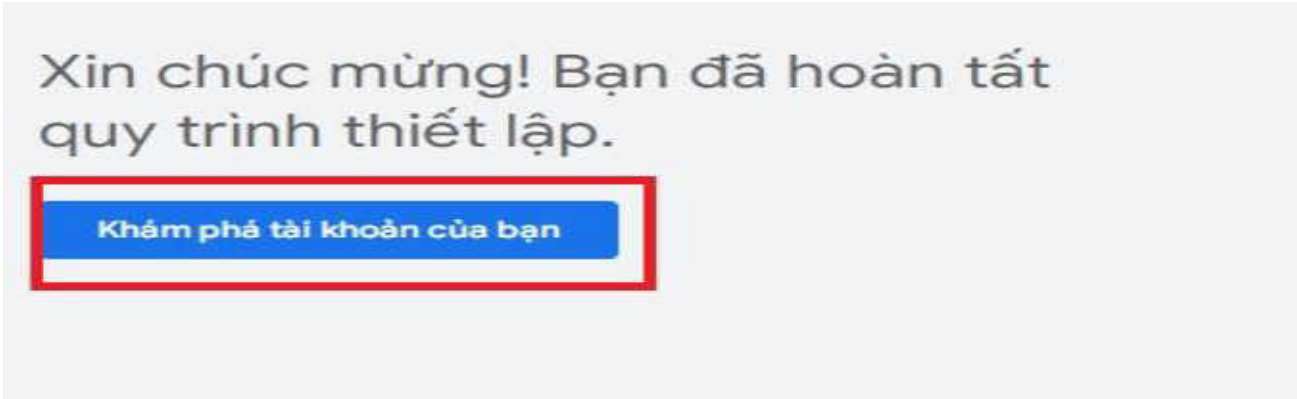 Xin chúc mừng! Bạn đã hoàn tất
quy trình thiết lập.
Khám phá tài khoản của bạn